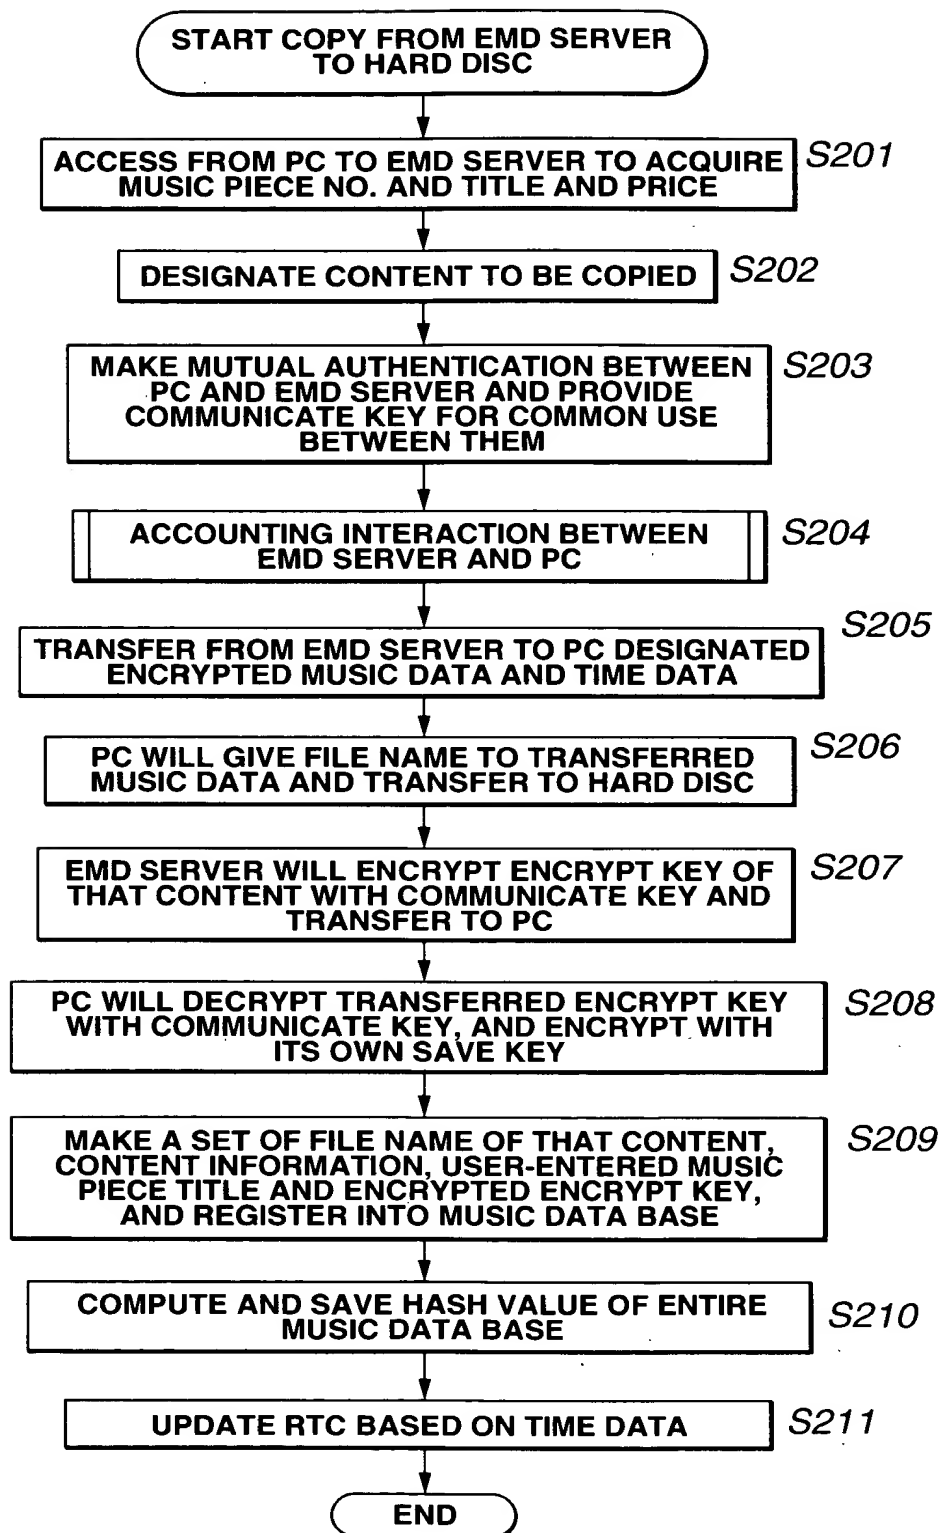 START COPY FROM EMD SERVER
TO HARD DISC
ACCESS FROM PC TO EMD SERVER TO ACQUIRE
MUSIC PIECE NO. AND TITLE AND PRICE
S201
DESIGNATE CONTENT TO BE COPIED
S202
MAKE MUTUAL AUTHENTICATION BETWEEN
PC AND EMD SERVER AND PROVIDE
COMMUNICATE KEY FOR COMMON USE
BETWEEN THEM
S203
ACCOUNTING INTERACTION BETWEEN
EMD SERVER AND PC
S204
TRANSFER FROM EMD SERVER TO PC DESIGNATED
ENCRYPTED MUSIC DATA AND TIME DATA
S205
PC WILL GIVE FILE NAME TO TRANSFERRED
MUSIC DATA AND TRANSFER TO HARD DISC
S206
EMD SERVER WILL ENCRYPT ENCRYPT KEY OF
THAT CONTENT WITH COMMUNICATE KEY AND
TRANSFER TO PC
S207
PC WILL DECRYPT TRANSFERRED ENCRYPT KEY
WITH COMMUNICATE KEY, AND ENCRYPT WITH
ITS OWN SAVE KEY
S208
MAKE A SET OF FILE NAME OF THAT CONTENT,
CONTENT INFORMATION, USER-ENTERED MUSIC
PIECE TITLE AND ENCRYPTED ENCRYPT KEY,
AND REGISTER INTO MUSIC DATA BASE
S209
COMPUTE AND SAVE HASH VALUE OF ENTIRE
MUSIC DATA BASE
S210
UPDATE RTC BASED ON TIME DATA
S211
END